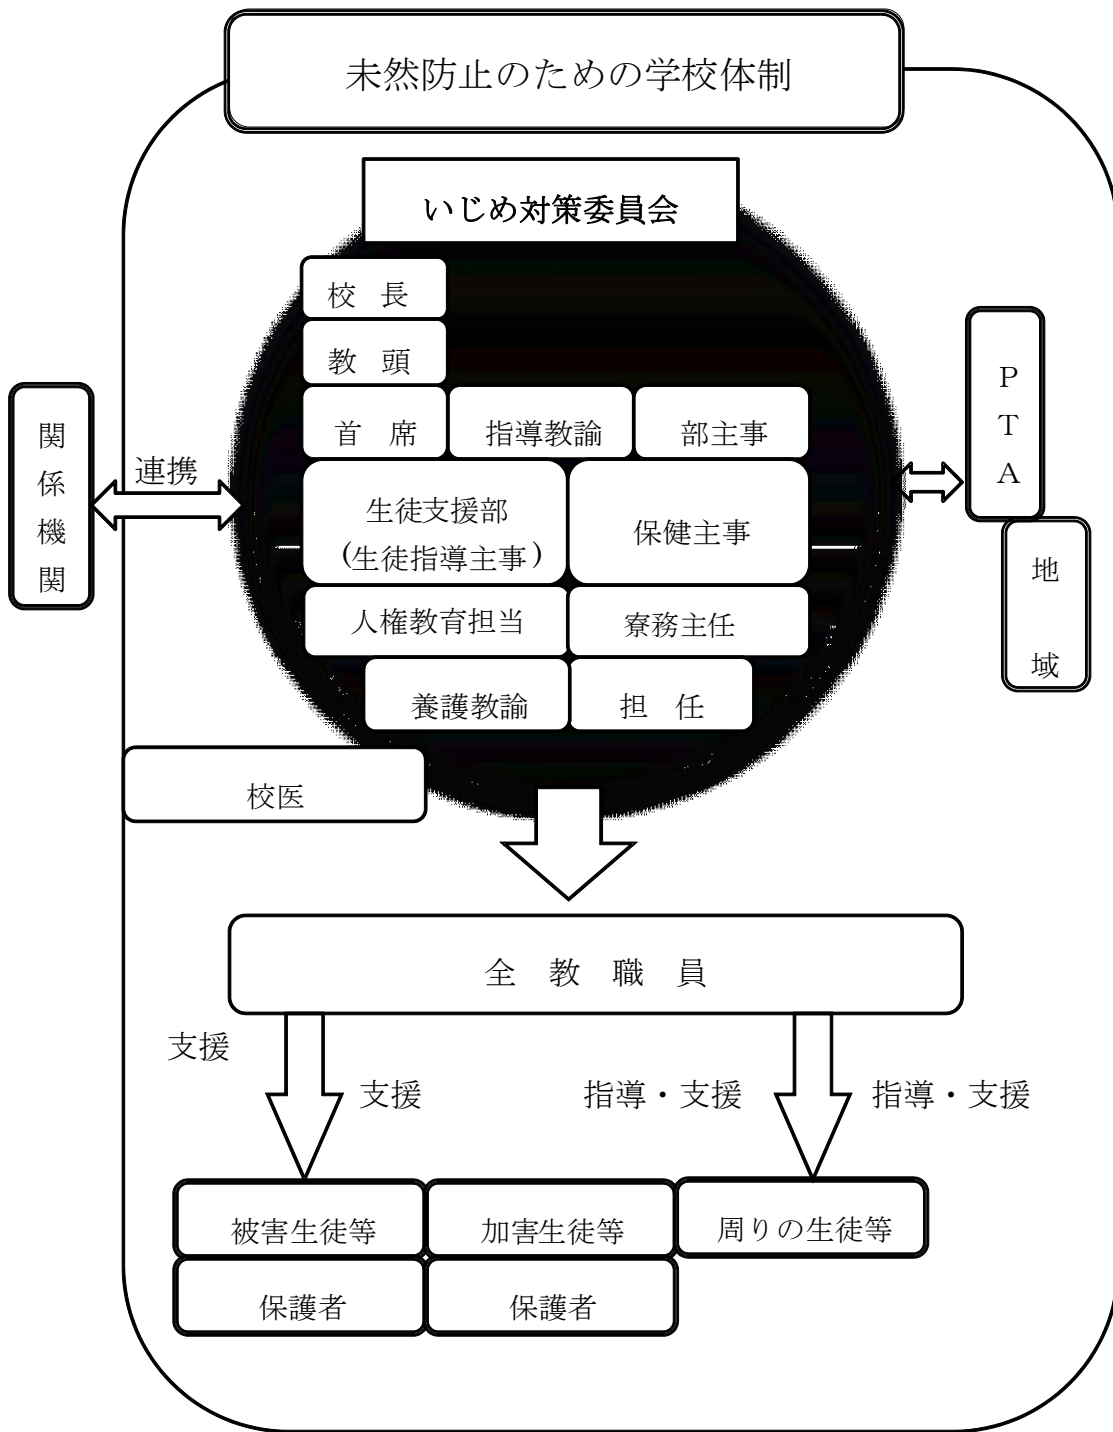 未然防止のための学校体制
いじめ対策委員会
校 長
教 頭
首 席
指導教諭
部主事
生徒支援部
(生徒指導主事)
保健主事
人権教育担当
寮務主任
養護教諭
担 任
校医
関係機関
連携
PTA
地域
全 教 職 員
支援
支援
指導・支援
指導・支援
被害生徒等
加害生徒等
周りの生徒等
保護者
保護者